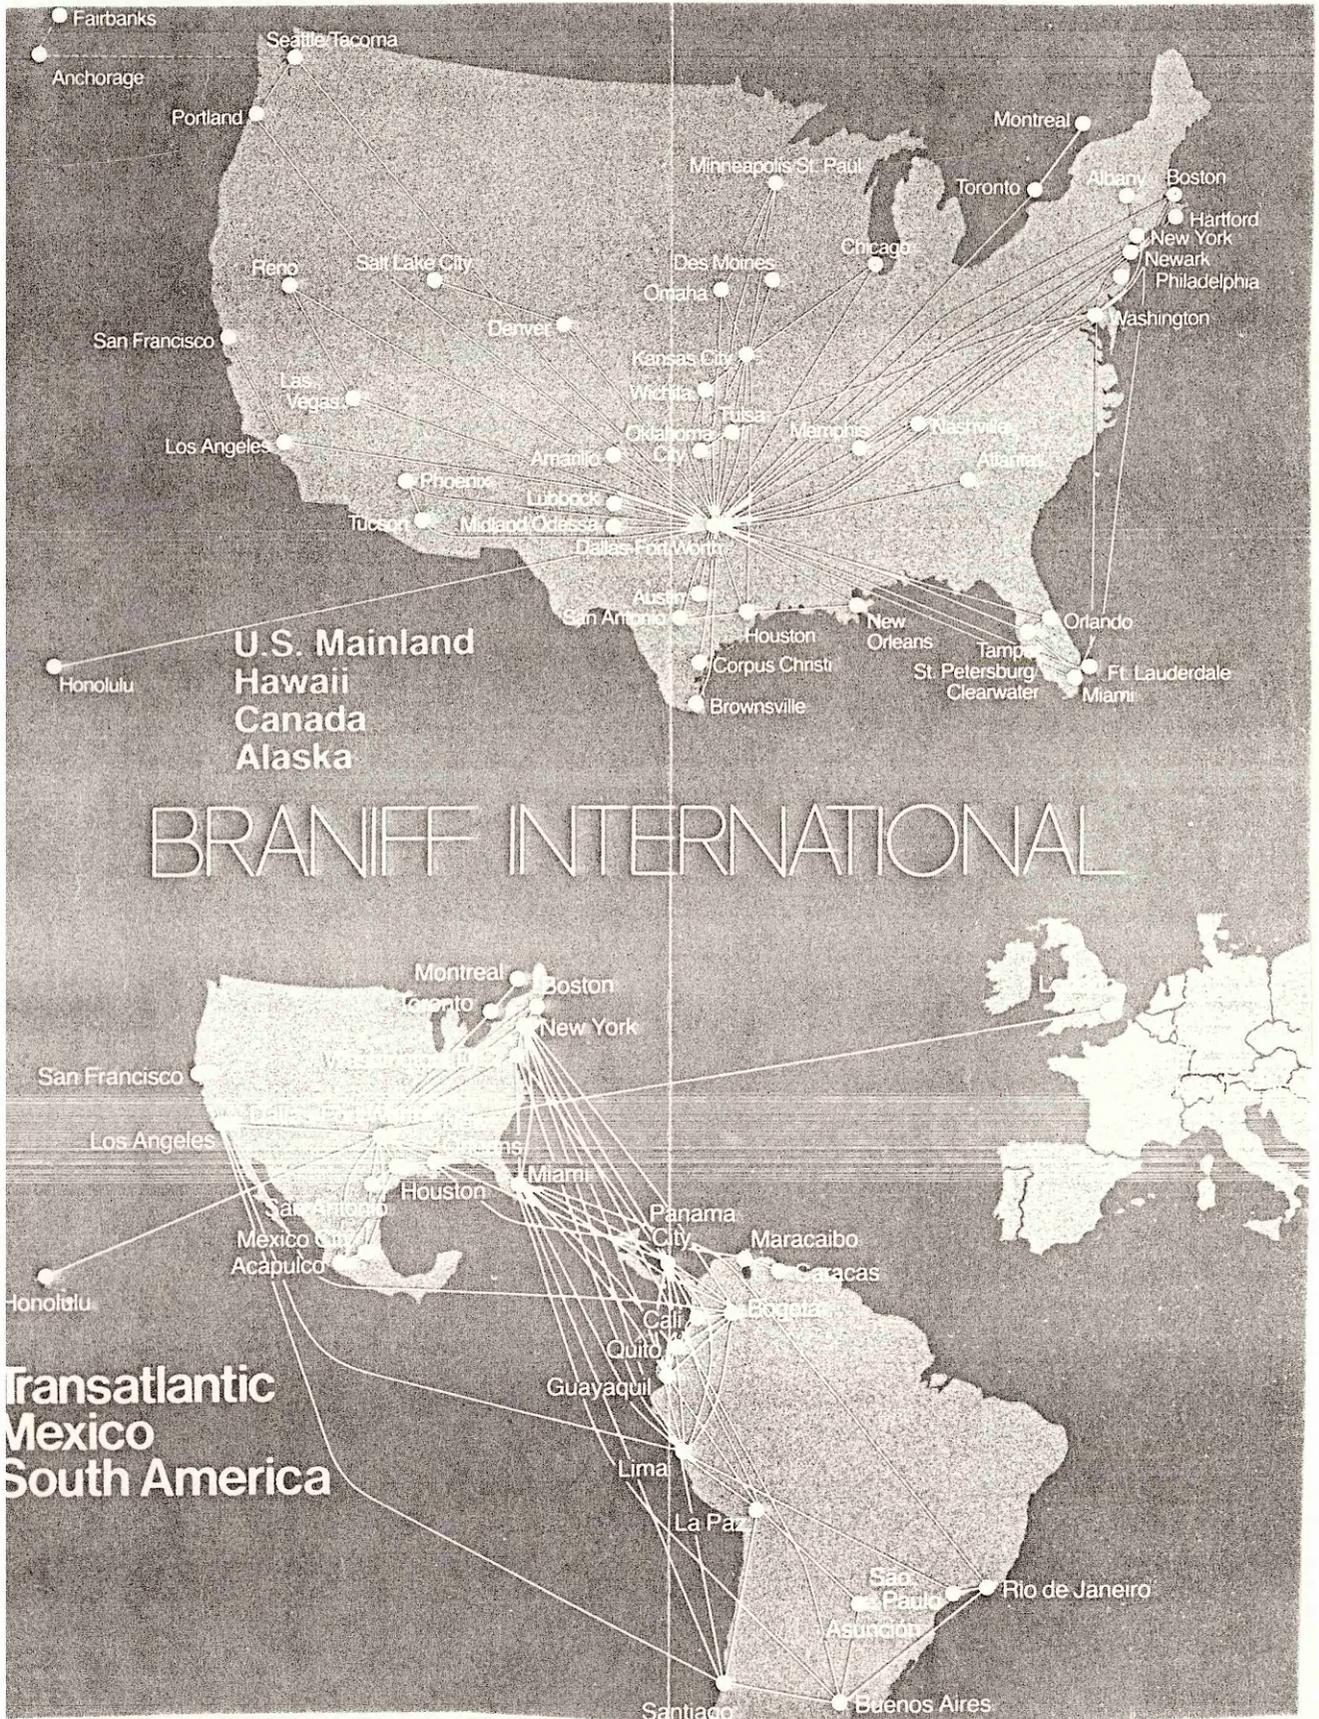 Fairbanks
Anchorage
Seattle/Tacoma
Portland
Montreal
Minneapolis-St. Paul
Toronto
Albany
Boston
Hartford
New York
Newark
Philadelphia
Washington
Chicago
Des Moines
Omaha
Reno
Salt Lake City
Denver
San Francisco
Kansas City
Las
Vegas
Wichita
Tulsa
Oklahoma
City
Memphis
Nashville
Los Angeles
Amarillo
Atlanta
Phoenix
Lubbock
Tucson
Midland/Odessa
Dallas-Fort Worth
Austin
San Antonio
Houston
New
Orleans
Orlando
Tampa
St. Petersburg
Clearwater
Ft. Lauderdale
Miami
Corpus Christi
Brownsville
Honolulu
U.S. Mainland
Hawaii
Canada
Alaska
BRANIFF INTERNATIONAL
Montreal
Boston
Toronto
New York
San Francisco
Los Angeles
Miami
Houston
San Antonio
Mexico City
Acapulco
Panama
City
Maracaibo
Caracas
Honolulu
Bogota
Cali
Quito
Guayaquil
Transatlantic
Mexico
South America
Lima
La Paz
Sao
Paulo
Rio de Janeiro
Asuncion
Santiago
Buenos Aires